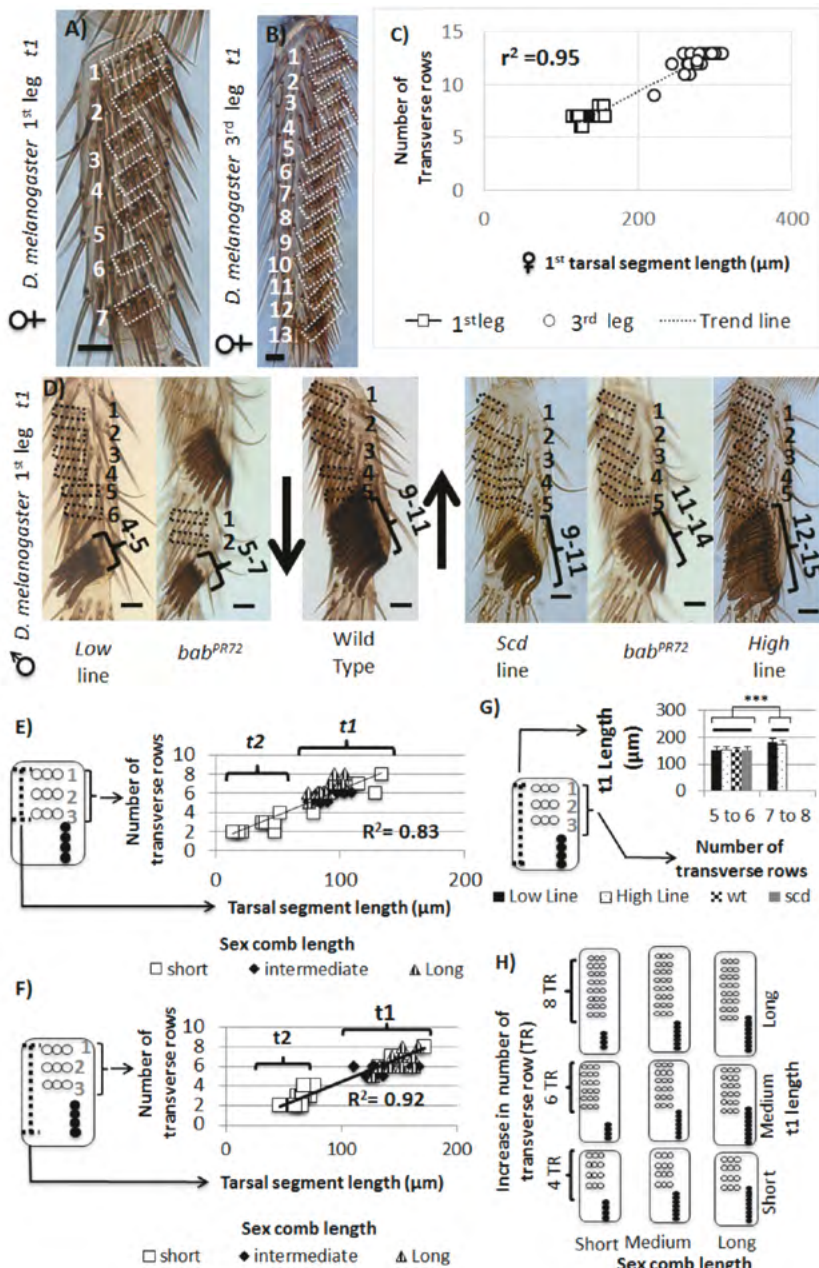 A)
♀ D. melanogaster 1st leg t1
1
2
3
4
5
6
7
B)
♀ D. melanogaster 3rd leg t1
1
2
3
4
5
6
7
8
9
10
11
12
13
C)
r² =0.95
Number of
Transverse rows
15
10
5
0
0
200
400
♀ 1st tarsal segment length (µm)
1st leg
3rd leg
Trend line
D)
♂ D. melanogaster 1st leg t1
1
2
3
4
5
6
4-5
Low
line
1
2
5-7
babPR72
1
2
3
4
5
9-11
Wild
Type
1
2
3
4
5
9-11
Scd
line
1
2
3
4
5
11-14
babPR72
1
2
3
4
5
12-15
High
line
E)
1
2
3
Number of
transverse rows
10
8
6
4
2
0
t2
t1
R²= 0.83
0
100
200
Tarsal segment length (µm)
Sex comb length
short
intermediate
Long
F)
1
2
3
Number of
transverse rows
10
8
6
4
2
0
t2
t1
R²= 0.92
0
100
200
Tarsal segment length (µm)
Sex comb length
short
intermediate
Long
G)
1
2
3
t1 Length
(µm)
300
200
100
0
***
5 to 6
7 to 8
Number of
transverse rows
Low Line
High Line
wt
scd
H)
Increase in number of
transverse row (TR)
8 TR
6 TR
4 TR
Long
Medium
Short
t1 length
Short
Medium
Long
Sex comb length